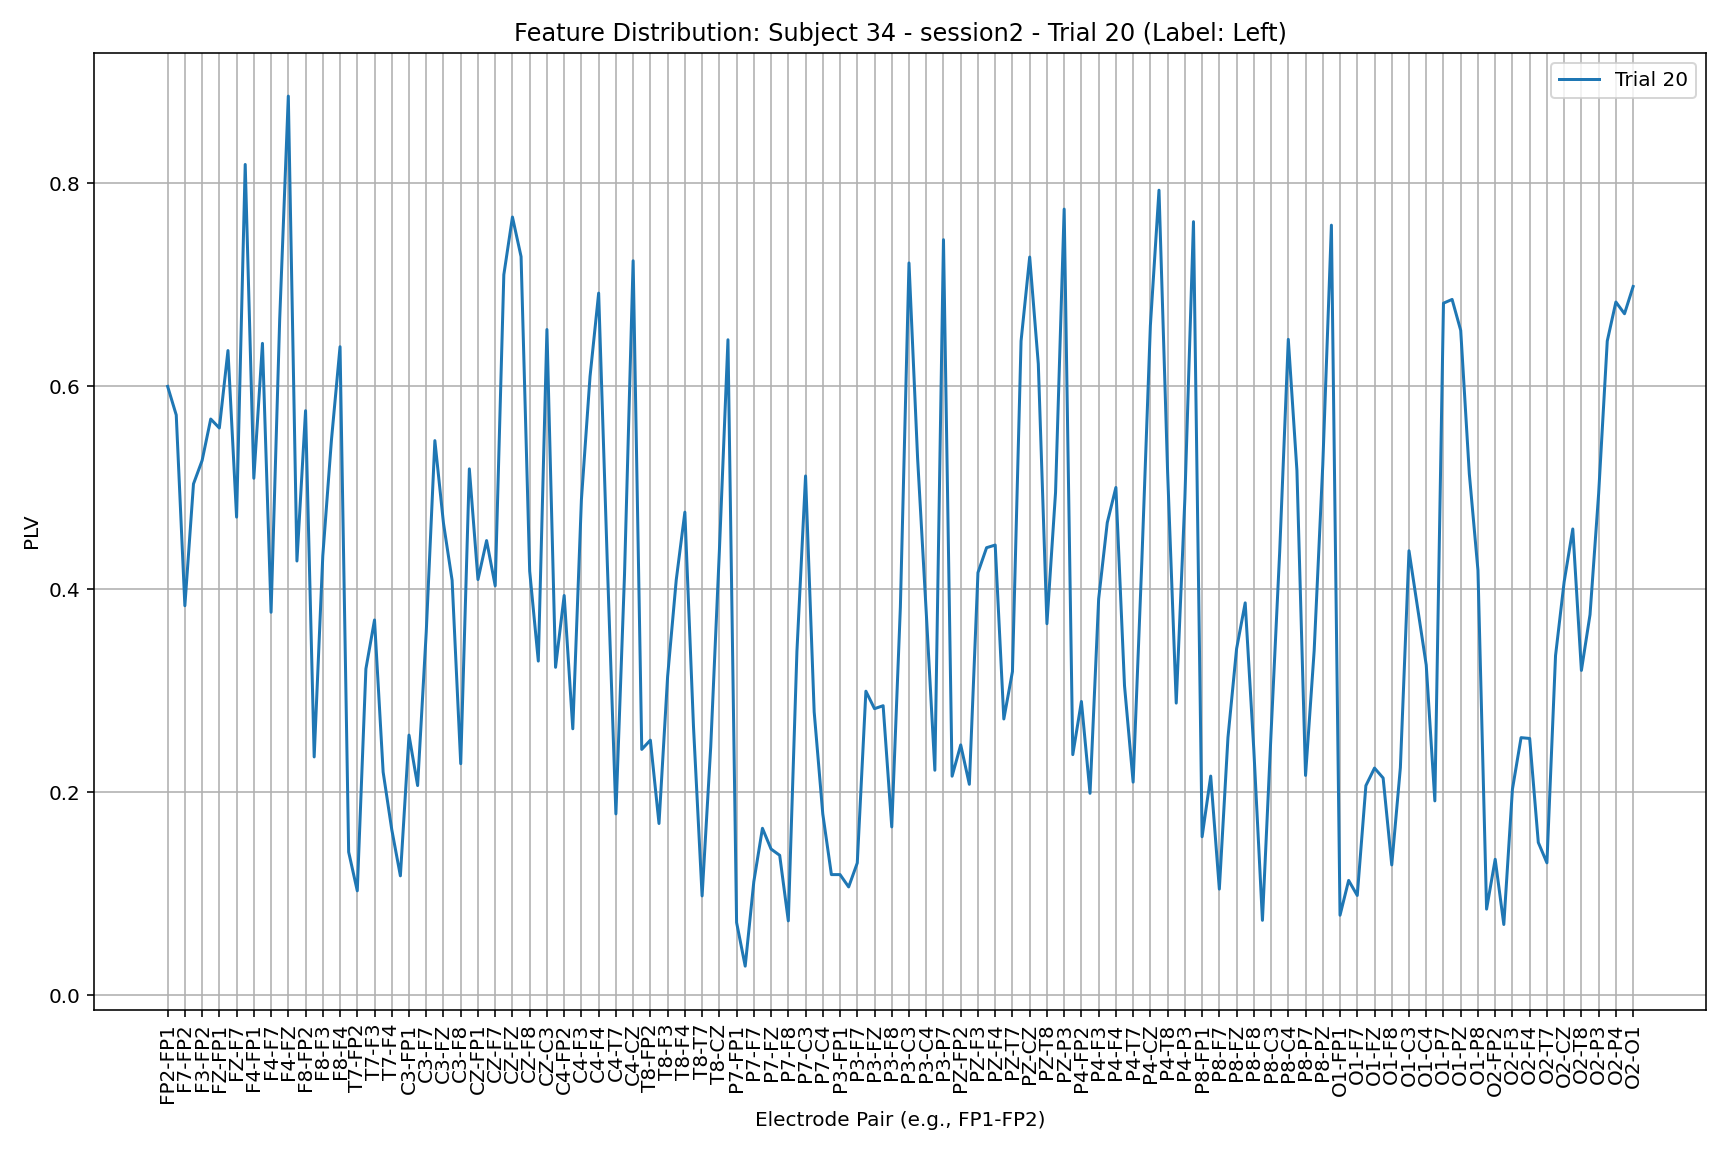 Feature Distribution: Subject 34 - session2 - Trial 20 (Label: Left)
Trial 20
PLV
0.8
0.6
0.4
0.2
0.0
FP2-FP1
F7-FP2
F3-FP2
FZ-FP1
FZ-F7
F4-FP1
F4-F7
F4-FZ
F8-FP2
F8-F3
F8-F4
T7-FP2
T7-F3
T7-F4
C3-FP1
C3-F7
C3-FZ
C3-F8
CZ-FP1
CZ-F7
CZ-FZ
CZ-F8
CZ-C3
C4-FP2
C4-F3
C4-F4
C4-T7
C4-CZ
T8-FP2
T8-F3
T8-F4
T8-T7
T8-CZ
P7-FP1
P7-F7
P7-FZ
P7-F8
P7-C3
P7-C4
P3-FP1
P3-F7
P3-FZ
P3-F8
P3-C3
P3-C4
P3-P7
PZ-FP2
PZ-F3
PZ-F4
PZ-T7
PZ-CZ
PZ-T8
PZ-P3
P4-FP2
P4-F3
P4-F4
P4-T7
P4-CZ
P4-T8
P4-P3
P8-FP1
P8-F7
P8-FZ
P8-F8
P8-C3
P8-C4
P8-P7
P8-PZ
O1-FP1
O1-F7
O1-FZ
O1-F8
O1-C3
O1-C4
O1-P7
O1-PZ
O1-P8
O2-FP2
O2-F3
O2-F4
O2-T7
O2-CZ
O2-T8
O2-P3
O2-P4
O2-O1
Electrode Pair (e.g., FP1-FP2)